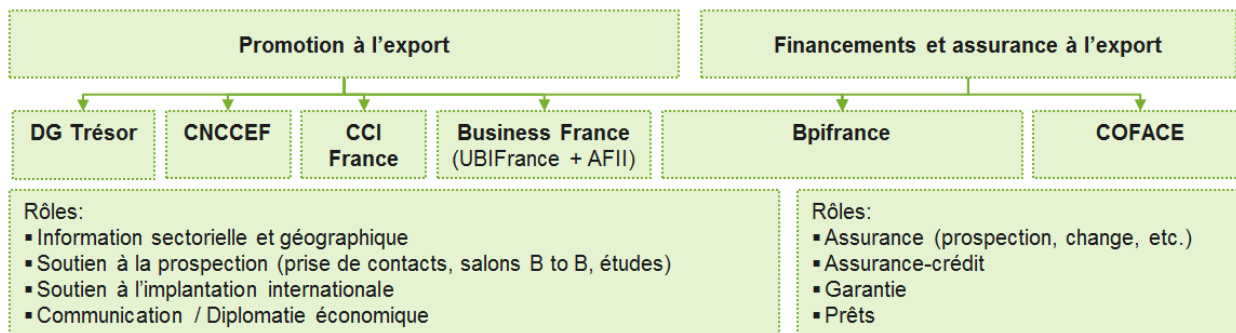 Promotion à l’export
Financements et assurance à l’export
DG Trésor
CNCCEF
CCI
France
Business France
(UBIFrance + AFII)
Bpifrance
COFACE
Rôles:
▪ Information sectorielle et géographique
▪ Soutien à la prospection (prise de contacts, salons B to B, études)
▪ Soutien à l’implantation internationale
▪ Communication / Diplomatie économique
Rôles:
▪ Assurance (prospection, change, etc.)
▪ Assurance-crédit
▪ Garantie
▪ Prêts